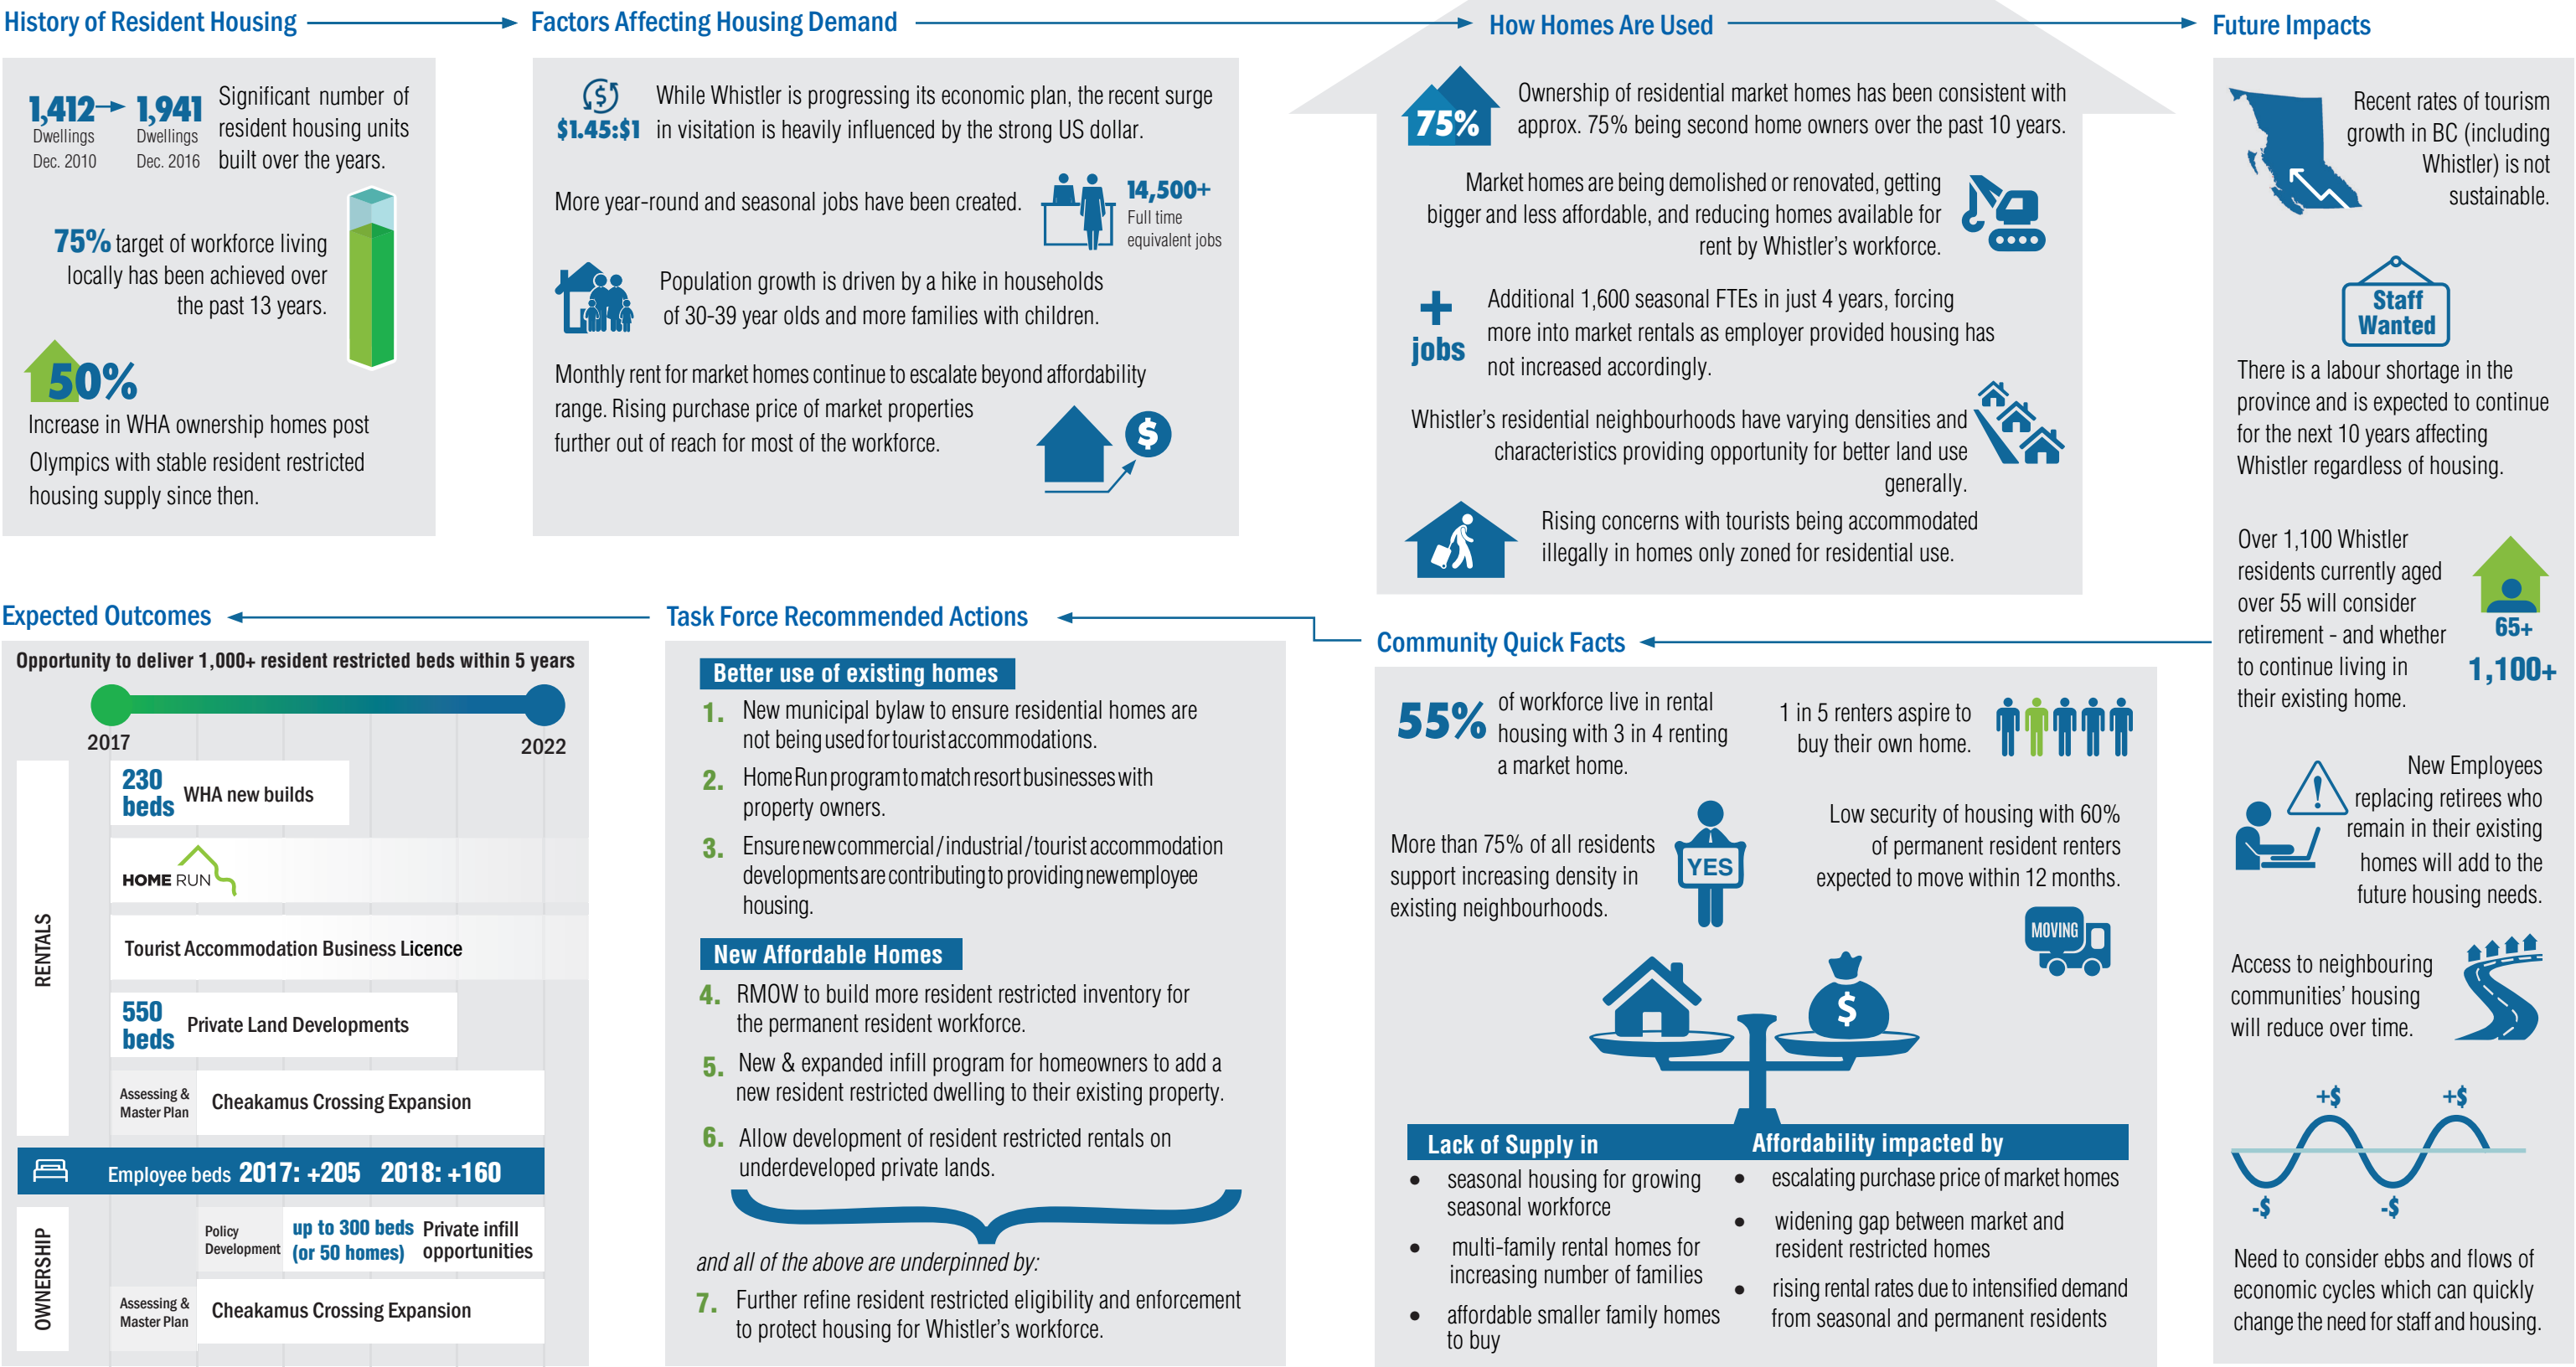 History of Resident Housing
1,412
Dwellings
Dec. 2010
1,941
Dwellings
Dec. 2016
Significant number of
resident housing units
built over the years.
75% target of workforce living
locally has been achieved over
the past 13 years.
50%
Increase in WHA ownership homes post
Olympics with stable resident restricted
housing supply since then.
Factors Affecting Housing Demand
$1.45:$1
While Whistler is progressing its economic plan, the recent surge
in visitation is heavily influenced by the strong US dollar.
More year-round and seasonal jobs have been created.
14,500+
Full time
equivalent jobs
Population growth is driven by a hike in households
of 30-39 year olds and more families with children.
Monthly rent for market homes continue to escalate beyond affordability
range. Rising purchase price of market properties
further out of reach for most of the workforce.
$
How Homes Are Used
75%
Ownership of residential market homes has been consistent with
approx. 75% being second home owners over the past 10 years.
Market homes are being demolished or renovated, getting
bigger and less affordable, and reducing homes available for
rent by Whistler's workforce.
+
jobs
Additional 1,600 seasonal FTEs in just 4 years, forcing
more into market rentals as employer provided housing has
not increased accordingly.
Whistler's residential neighbourhoods have varying densities and
characteristics providing opportunity for better land use
generally.
Rising concerns with tourists being accommodated
illegally in homes only zoned for residential use.
Future Impacts
Recent rates of tourism
growth in BC (including
Whistler) is not
sustainable.
Staff
Wanted
There is a labour shortage in the
province and is expected to continue
for the next 10 years affecting
Whistler regardless of housing.
Over 1,100 Whistler
residents currently aged
over 55 will consider
retirement - and whether
to continue living in
their existing home.
65+
1,100+
New Employees
replacing retirees who
remain in their existing
homes will add to the
future housing needs.
Access to neighbouring
communities' housing
will reduce over time.
+$
+$
-$
-$
Need to consider ebbs and flows of
economic cycles which can quickly
change the need for staff and housing.
Community Quick Facts
55%
of workforce live in rental
housing with 3 in 4 renting
a market home.
1 in 5 renters aspire to
buy their own home.
More than 75% of all residents
support increasing density in
existing neighbourhoods.
YES
Low security of housing with 60%
of permanent resident renters
expected to move within 12 months.
MOVING
$
Lack of Supply in
• seasonal housing for growing
seasonal workforce
• multi-family rental homes for
increasing number of families
• affordable smaller family homes
to buy
Affordability impacted by
• escalating purchase price of market homes
• widening gap between market and
resident restricted homes
• rising rental rates due to intensified demand
from seasonal and permanent residents
Task Force Recommended Actions
Better use of existing homes
1. New municipal bylaw to ensure residential homes are
not being used for tourist accommodations.
2. Home Run program to match resort businesses with
property owners.
3. Ensure new commercial/industrial/tourist accommodation
developments are contributing to providing new employee
housing.
New Affordable Homes
4. RMOW to build more resident restricted inventory for
the permanent resident workforce.
5. New & expanded infill program for homeowners to add a
new resident restricted dwelling to their existing property.
6. Allow development of resident restricted rentals on
underdeveloped private lands.
and all of the above are underpinned by:
7. Further refine resident restricted eligibility and enforcement
to protect housing for Whistler's workforce.
Expected Outcomes
Opportunity to deliver 1,000+ resident restricted beds within 5 years
2017
2022
RENTALS
230
beds
WHA new builds
HOME RUN
Tourist Accommodation Business Licence
550
beds
Private Land Developments
Assessing &
Master Plan
Cheakamus Crossing Expansion
Employee beds 2017: +205 2018: +160
OWNERSHIP
Policy
Development
up to 300 beds
(or 50 homes)
Private infill
opportunities
Assessing &
Master Plan
Cheakamus Crossing Expansion